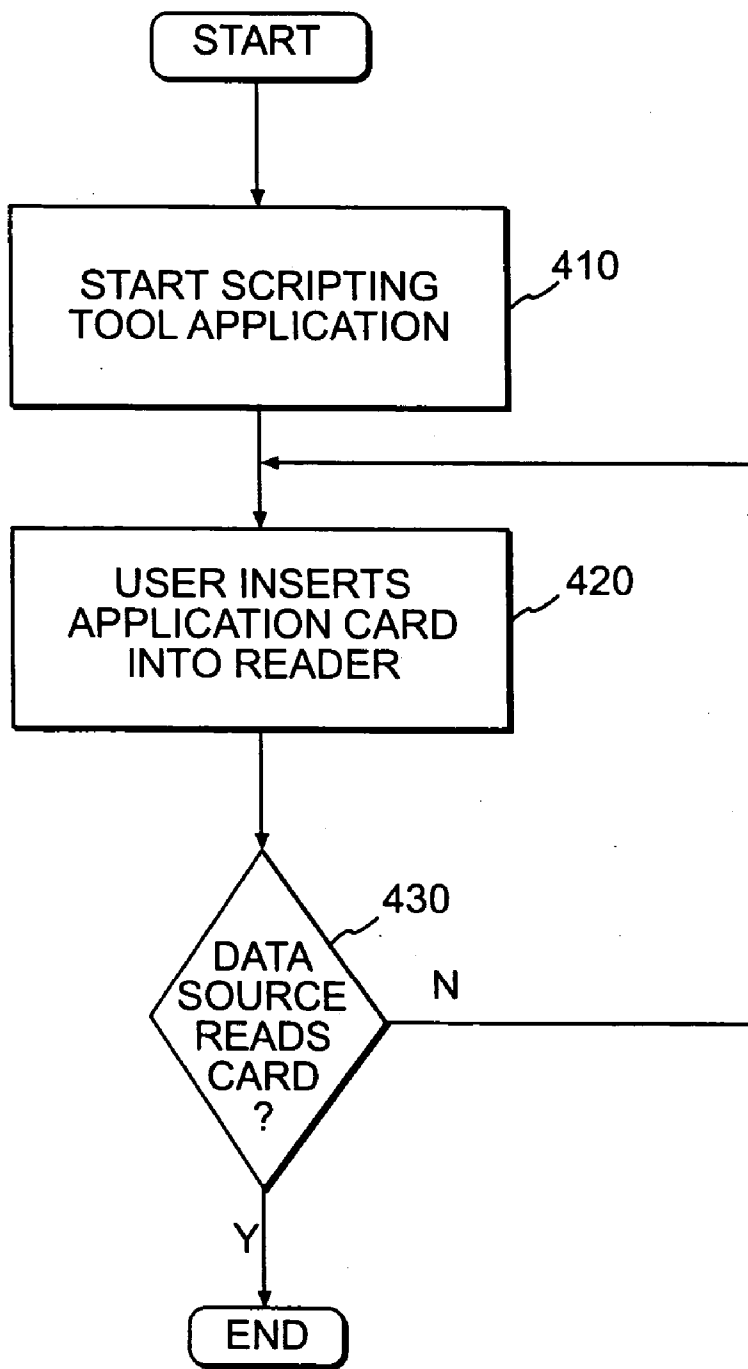 START
START SCRIPTING
TOOL APPLICATION
410
USER INSERTS
APPLICATION CARD
INTO READER
420
DATA
SOURCE
READS
CARD
?
430
N
Y
END